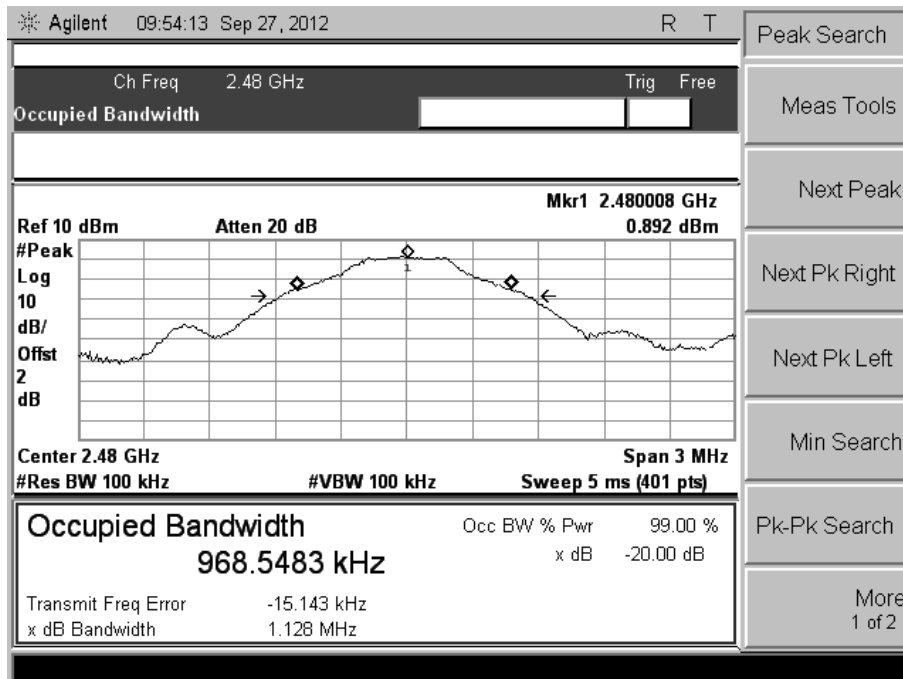 Agilent 09:54:13 Sep 27, 2012 R T
Ch Freq 2.48 GHz Trig Free
Occupied Bandwidth
Mkr1 2.480008 GHz
Ref 10 dBm Atten 20 dB 0.892 dBm
#Peak
Log
10
dB/
Offst
2
dB
1
Center 2.48 GHz Span 3 MHz
#Res BW 100 kHz #VBW 100 kHz Sweep 5 ms (401 pts)
Occupied Bandwidth Occ BW % Pwr 99.00 %
968.5483 kHz x dB -20.00 dB
Transmit Freq Error -15.143 kHz
x dB Bandwidth 1.128 MHz
Peak Search
Meas Tools
Next Peak
Next Pk Right
Next Pk Left
Min Search
Pk-Pk Search
More
1 of 2